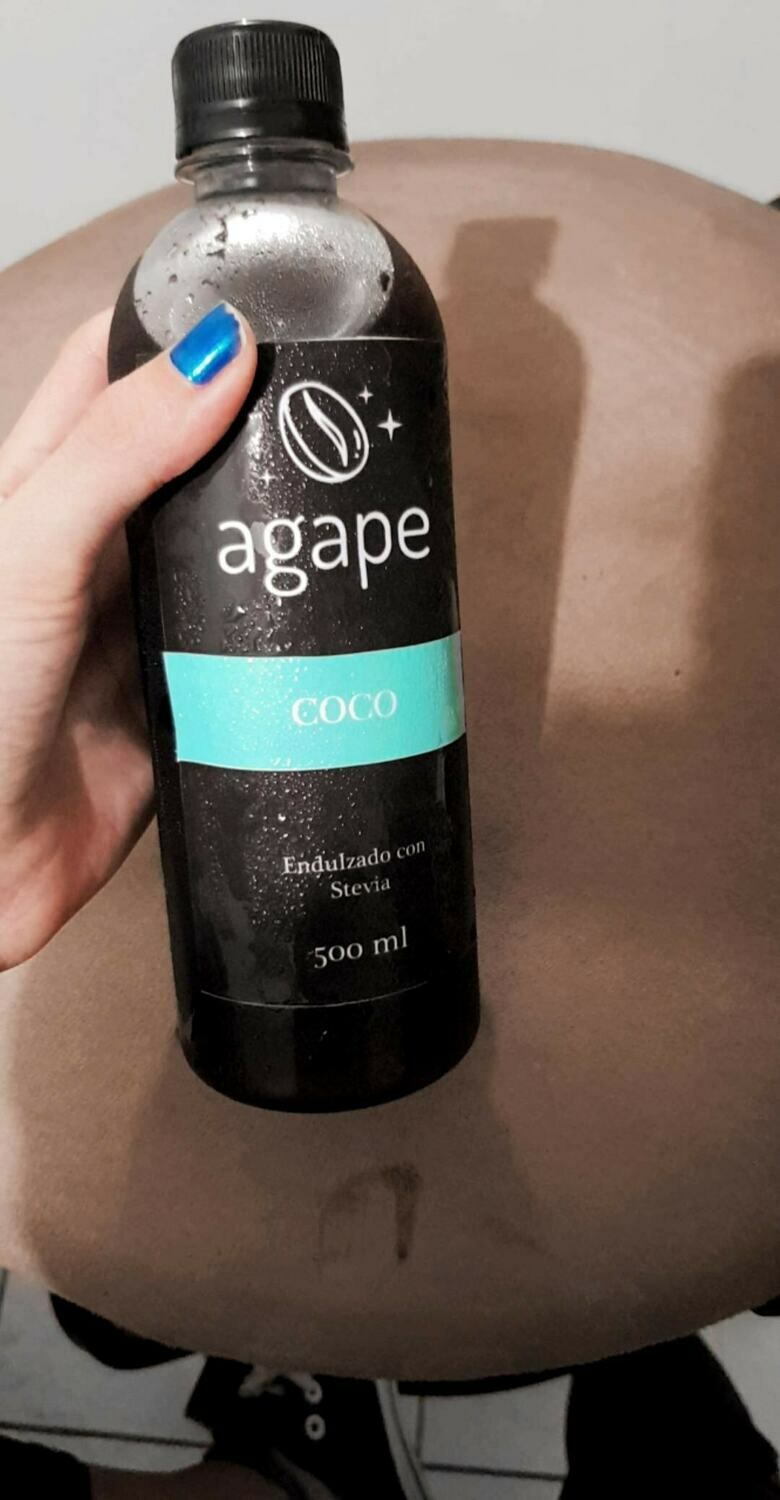 agape
COCO
Endulzado con
Stevia
500 ml